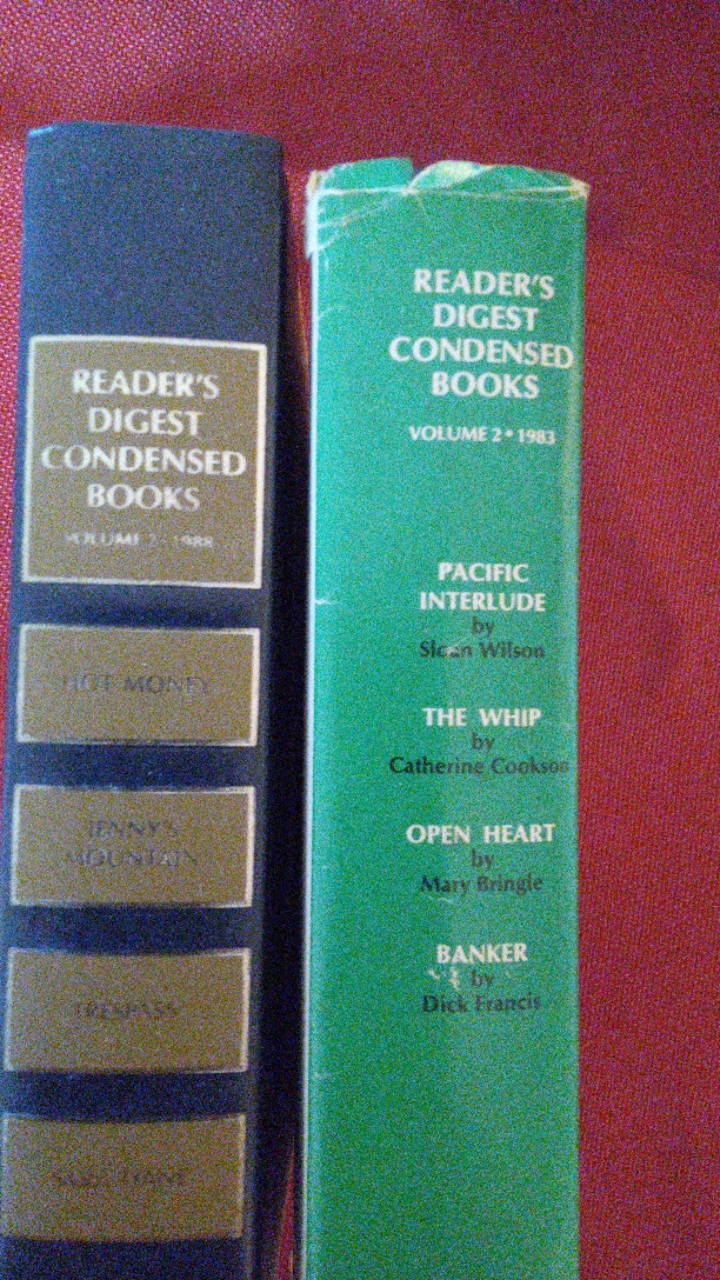 READER'S
DIGEST
CONDENSED
BOOKS
VOLUME 2 · 1988
HOT MONEY
JENNY'S
MOUNTAIN
TRESPASS
READER'S
DIGEST
CONDENSED
BOOKS
VOLUME 2 • 1983
PACIFIC
INTERLUDE
by
Sloan Wilson
THE WHIP
by
Catherine Cookson
OPEN HEART
by
Mary Bringle
BANKER
by
Dick Francis